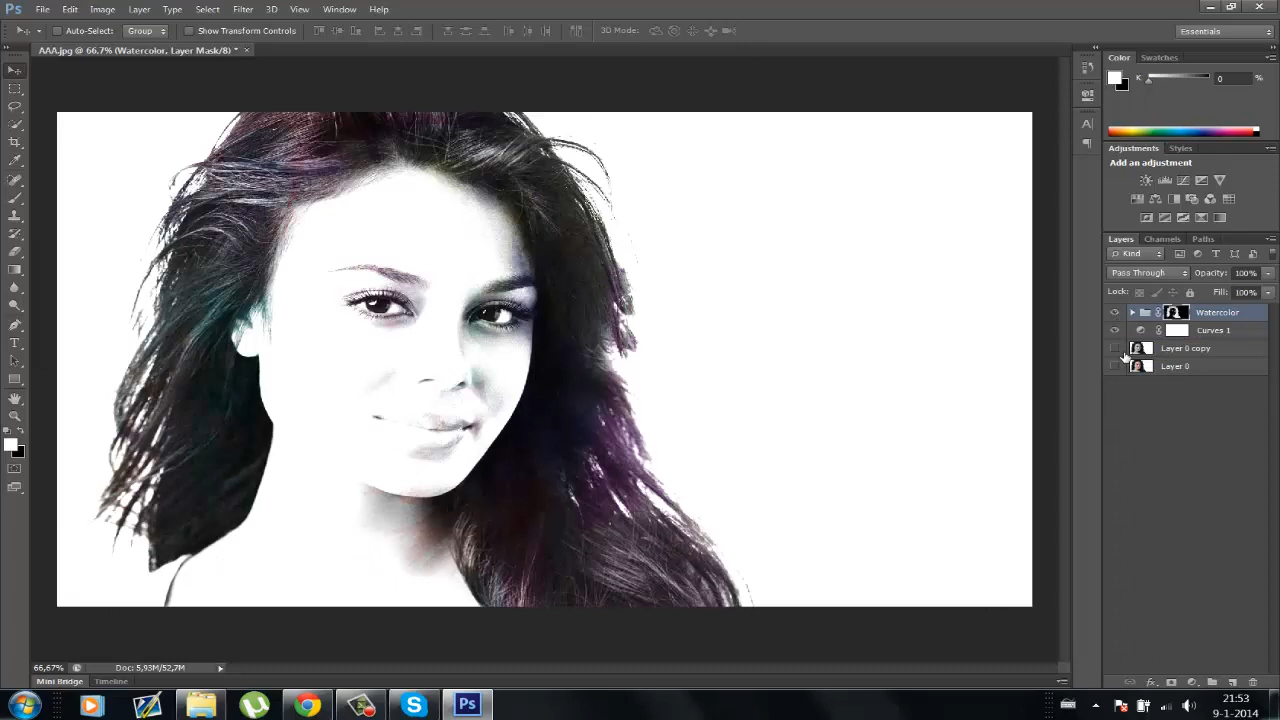 Ps File Edit Image Layer Type Select Filter 3D View Window Help
Auto-Select: Group Show Transform Controls 3D Mode: Essentials
AAA.jpg @ 66.7% (Watercolor, Layer Mask/8) * ×
Color Swatches
K 0 %
Adjustments Styles
Add an adjustment
Layers Channels Paths
Kind
Pass Through Opacity: 100%
Lock: Fill: 100%
Watercolor
Curves 1
Layer 0 copy
Layer 0
66,67% Doc: 5,93M/52,7M
Mini Bridge Timeline
21:53
9-1-2014